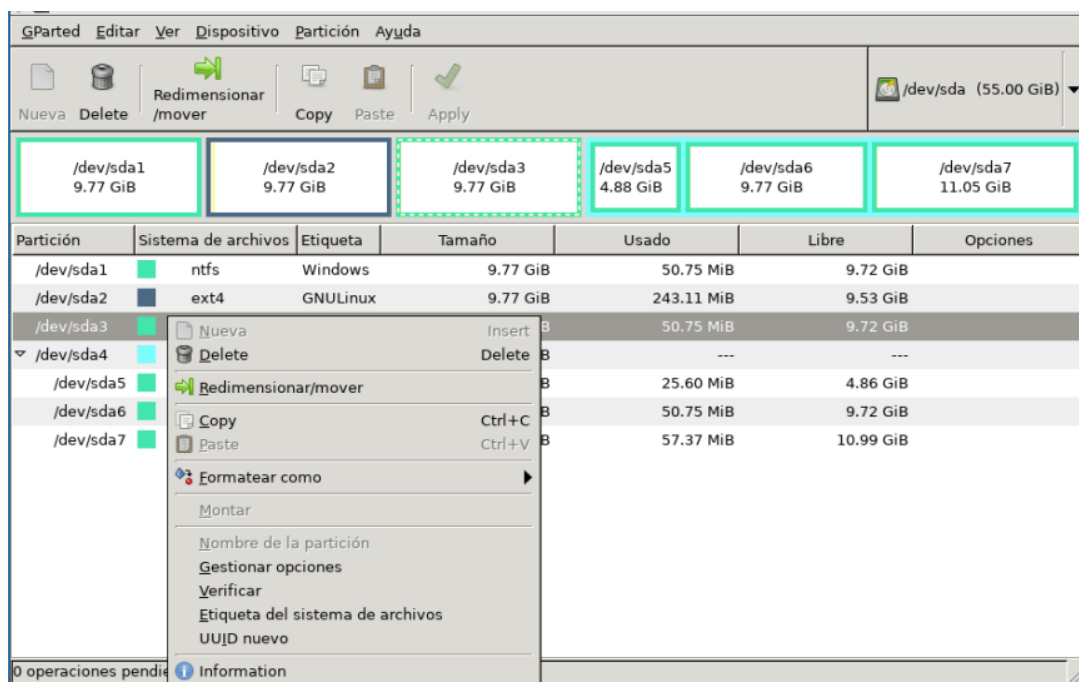 GParted Editar Ver Dispositivo Partición Ayuda
Nueva Delete Redimensionar /mover Copy Paste Apply /dev/sda (55.00 GiB)
/dev/sda1 /dev/sda2 /dev/sda3 /dev/sda5 /dev/sda6 /dev/sda7
9.77 GiB 9.77 GiB 9.77 GiB 4.88 GiB 9.77 GiB 11.05 GiB
Partición Sistema de archivos Etiqueta Tamaño Usado Libre Opciones
/dev/sda1 ntfs Windows 9.77 GiB 50.75 MiB 9.72 GiB
/dev/sda2 ext4 GNULinux 9.77 GiB 243.11 MiB 9.53 GiB
/dev/sda3 B 50.75 MiB 9.72 GiB
/dev/sda4 B --- ---
/dev/sda5 B 25.60 MiB 4.86 GiB
/dev/sda6 B 50.75 MiB 9.72 GiB
/dev/sda7 B 57.37 MiB 10.99 GiB
Nueva Insert
Delete Delete
Redimensionar/mover
Copy Ctrl+C
Paste Ctrl+V
Formatear como
Montar
Nombre de la partición
Gestionar opciones
Verificar
Etiqueta del sistema de archivos
UUID nuevo
Information
0 operaciones pendie